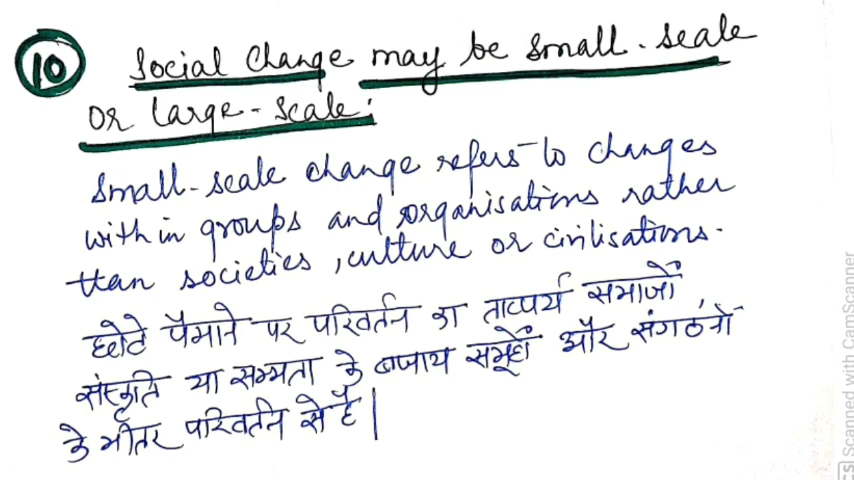 10 Social Change may be Small-scale
or large-scale:
Small-scale change refers to changes
within groups and organisations rather
than societies, culture or civilisations.
छोटे पैमाने पर परिवर्तन का तात्पर्य समाजों
संस्कृति या सभ्यता के बजाय समूहों और संगठनों
के भीतर परिवर्तन से है|
Scanned with CamScanner
CS